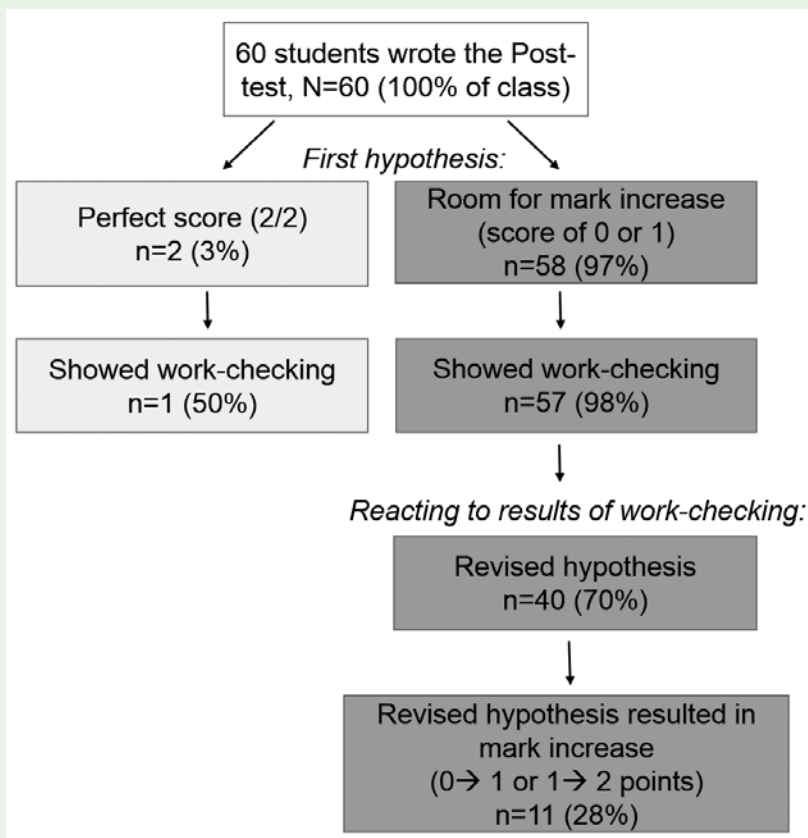 60 students wrote the Post-
test, N=60 (100% of class)
First hypothesis:
Perfect score (2/2)
n=2 (3%)
Room for mark increase
(score of 0 or 1)
n=58 (97%)
Showed work-checking
n=1 (50%)
Showed work-checking
n=57 (98%)
Reacting to results of work-checking:
Revised hypothesis
n=40 (70%)
Revised hypothesis resulted in
mark increase
(0→ 1 or 1→ 2 points)
n=11 (28%)